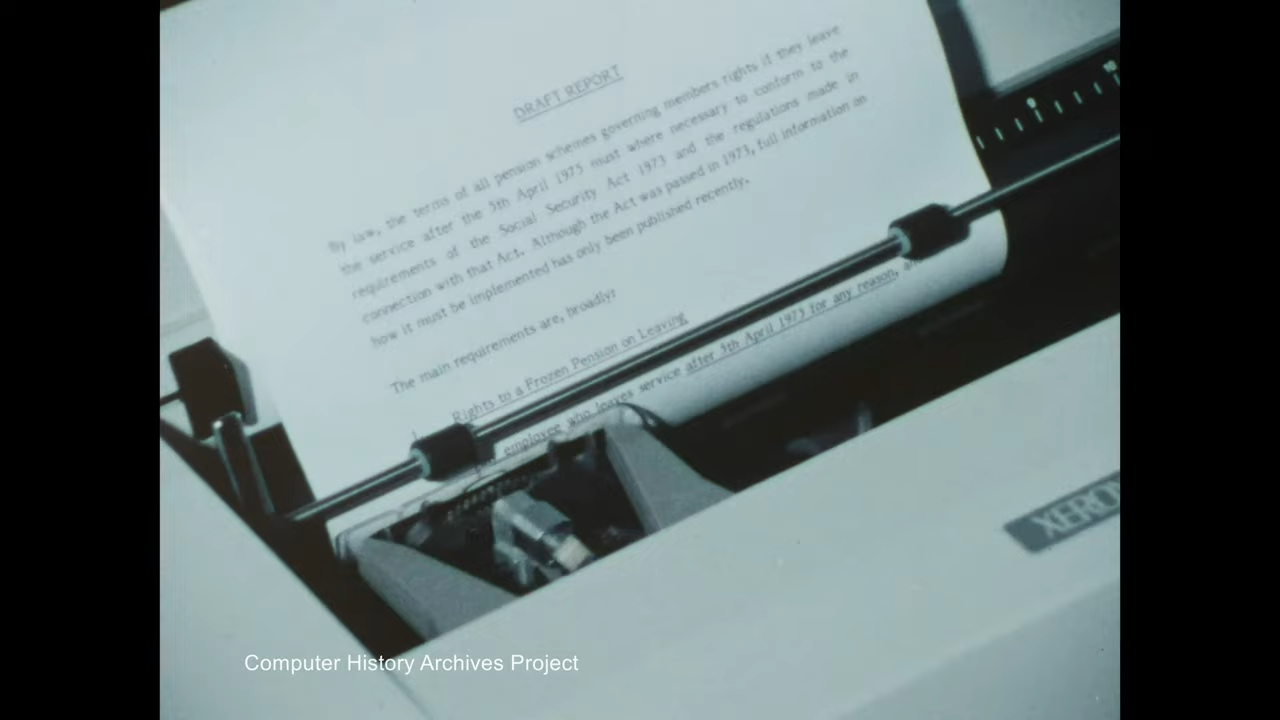 DRAFT REPORT
By law, the terms of all pension schemes governing members rights if they leave
the service after the 5th April 1975 must where necessary to conform to the
requirements of the Social Security Act 1973 and the regulations made in
connection with that Act. Although the Act was passed in 1973, full information on
how it must be implemented has only been published recently.
The main requirements are, broadly:
Rights to a Frozen Pension on Leaving
employee who leaves service after 5th April 1975 for any reason,
10
XEROX
Computer History Archives Project